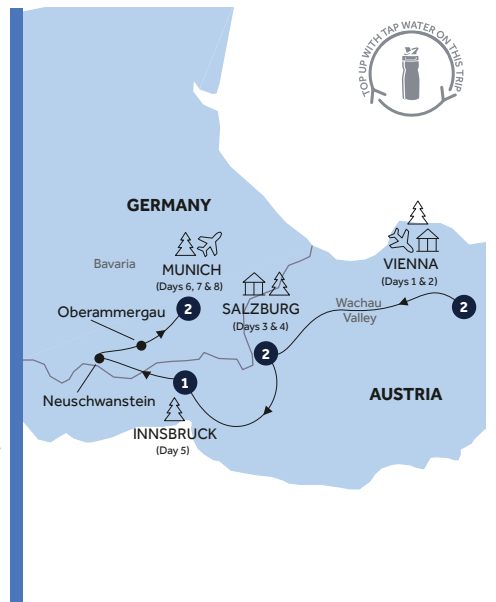 TOP UP WITH TAP WATER ON THIS TRIP
GERMANY
Bavaria
MUNICH
(Days 6, 7 & 8)
VIENNA
(Days 1 & 2)
Oberammergau
2
SALZBURG
(Days 3 & 4)
Wachau
Valley
2
2
Neuschwanstein
1
AUSTRIA
INNSBRUCK
(Day 5)